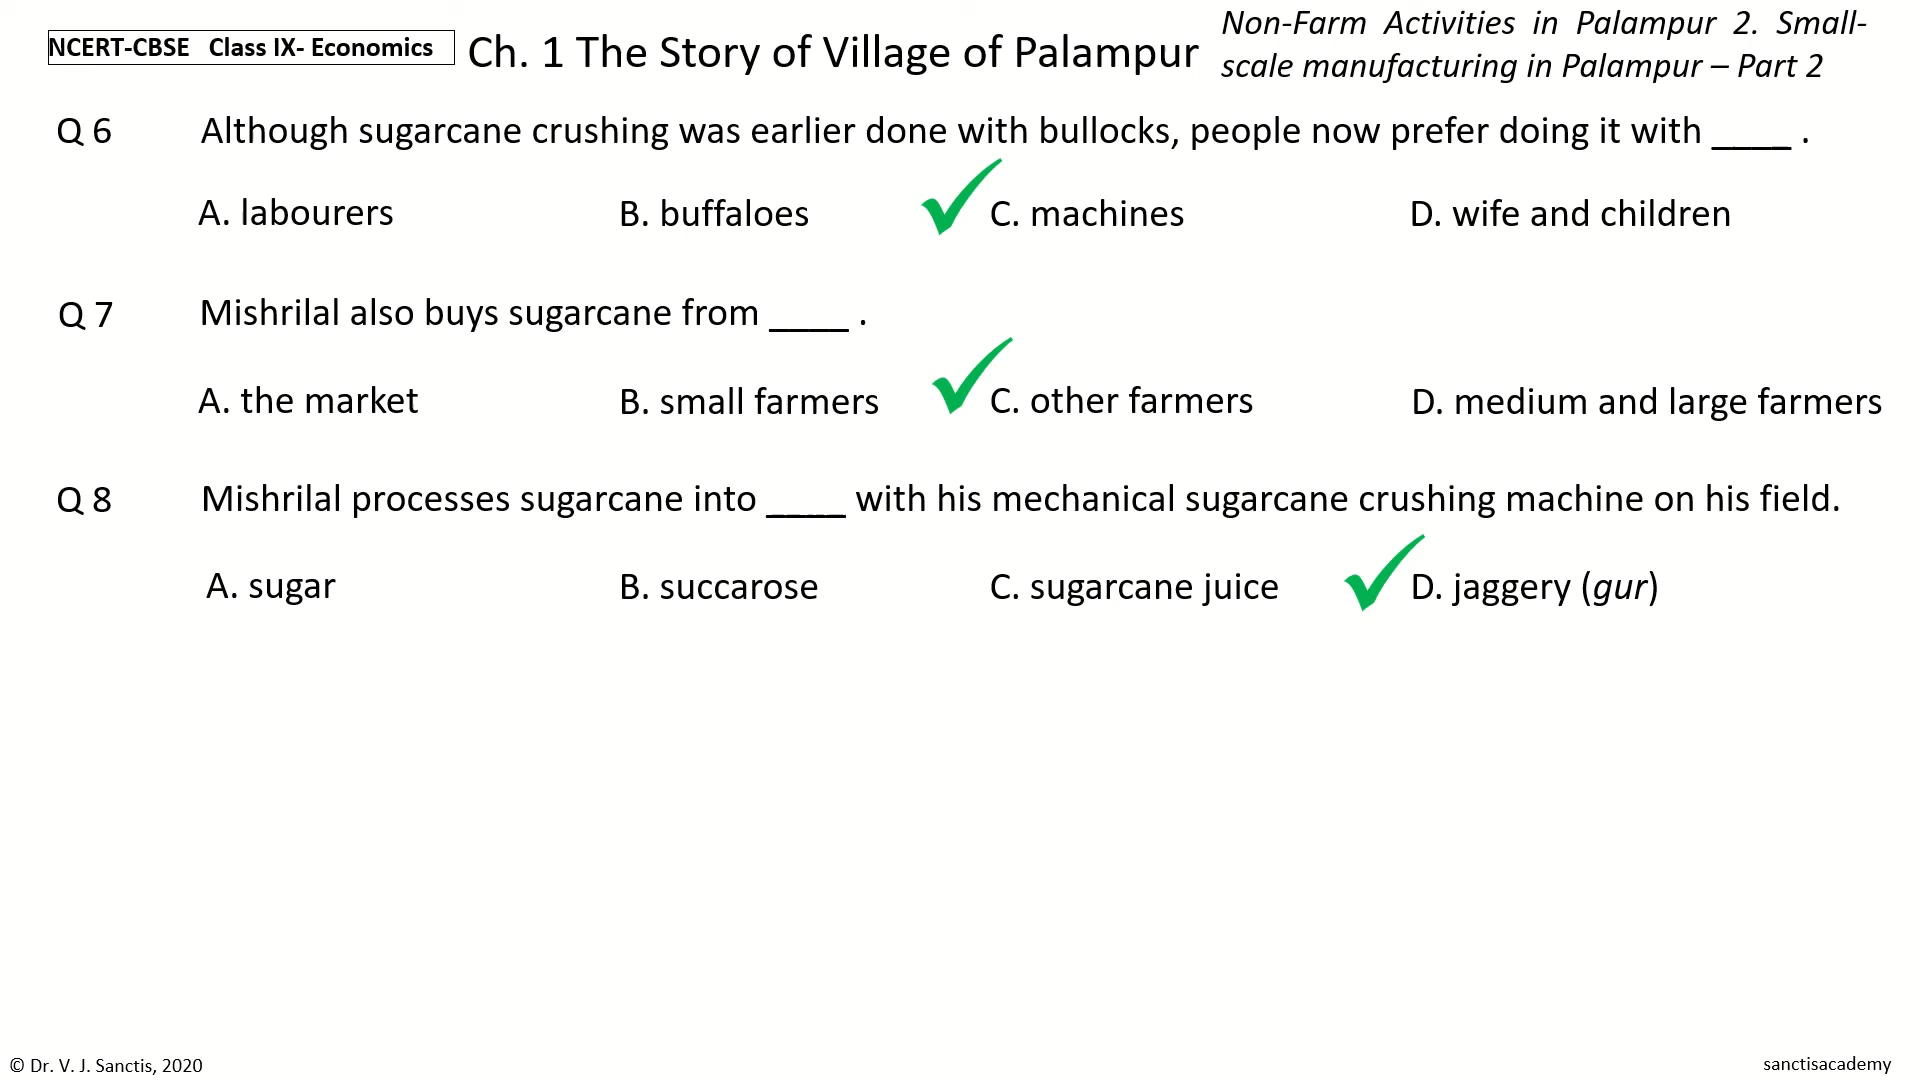 NCERT-CBSE Class IX- Economics
Ch. 1 The Story of Village of Palampur
Non-Farm Activities in Palampur 2. Small-
scale manufacturing in Palampur – Part 2
Q 6 Although sugarcane crushing was earlier done with bullocks, people now prefer doing it with ____ .
A. labourers B. buffaloes C. machines D. wife and children
Q 7 Mishrilal also buys sugarcane from ____ .
A. the market B. small farmers C. other farmers D. medium and large farmers
Q 8 Mishrilal processes sugarcane into ____ with his mechanical sugarcane crushing machine on his field.
A. sugar B. succarose C. sugarcane juice D. jaggery (gur)
© Dr. V. J. Sanctis, 2020 sanctisacademy